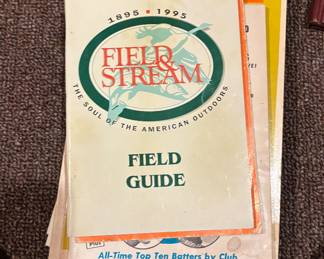 1895 • 1995
FIELD
&
STREAM
THE SOUL OF THE AMERICAN OUTDOORS
FIELD
GUIDE
PLUS
All-Time Top Ten Batters by Club